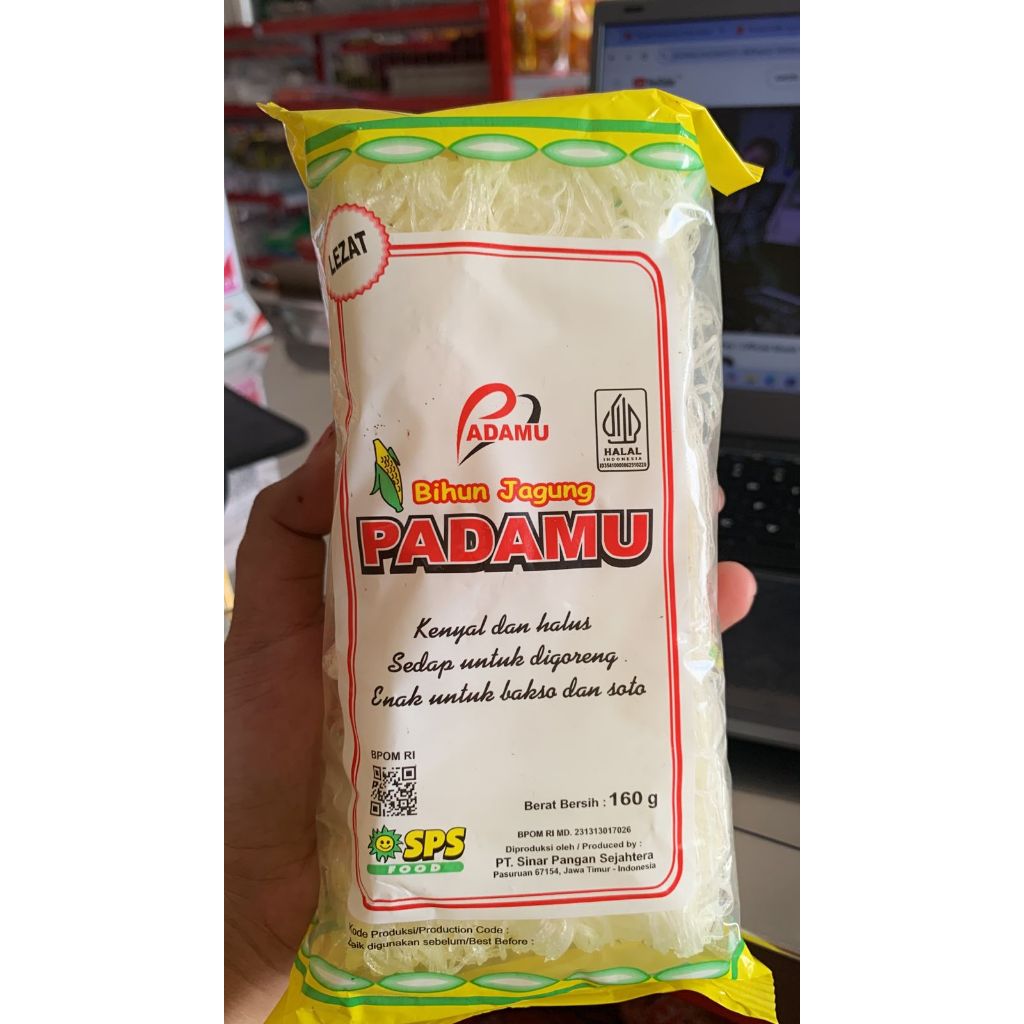 LEZAT
PADAMU
HALAL
INDONESIA
Bihun Jagung
PADAMU
Kenyal dan halus
Sedap untuk digoreng
Enak untuk bakso dan soto
BPOM RI
Berat Bersih : 160 g
SPS
FOOD
BPOM RI MD. 231313017026
Diproduksi oleh / Produced by :
PT. Sinar Pangan Sejahtera
Pasuruan 67154, Jawa Timur - Indonesia
Kode Produksi/Production Code :
Baik digunakan sebelum/Best Before :